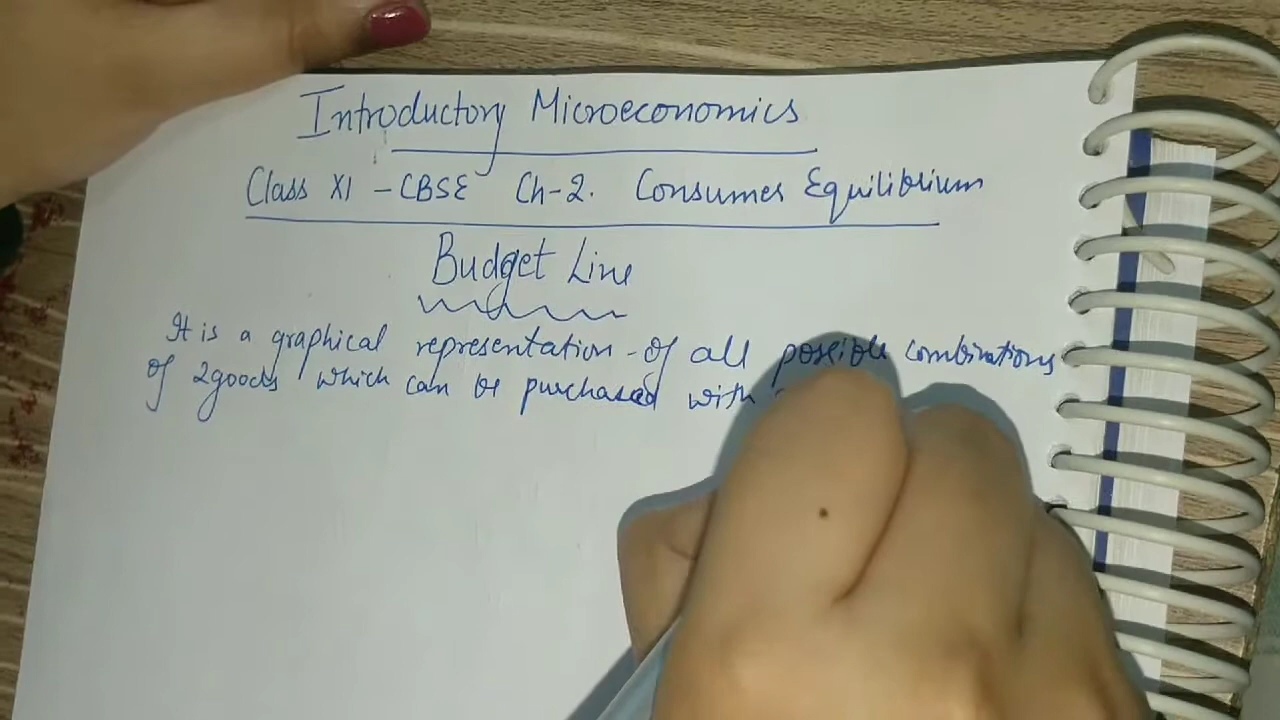 Introductory Microeconomics
Class XI - CBSE Ch-2. Consumer Equilibrium
Budget Line
It is a graphical representation of all possible combinations
of 2goods which can be purchased with